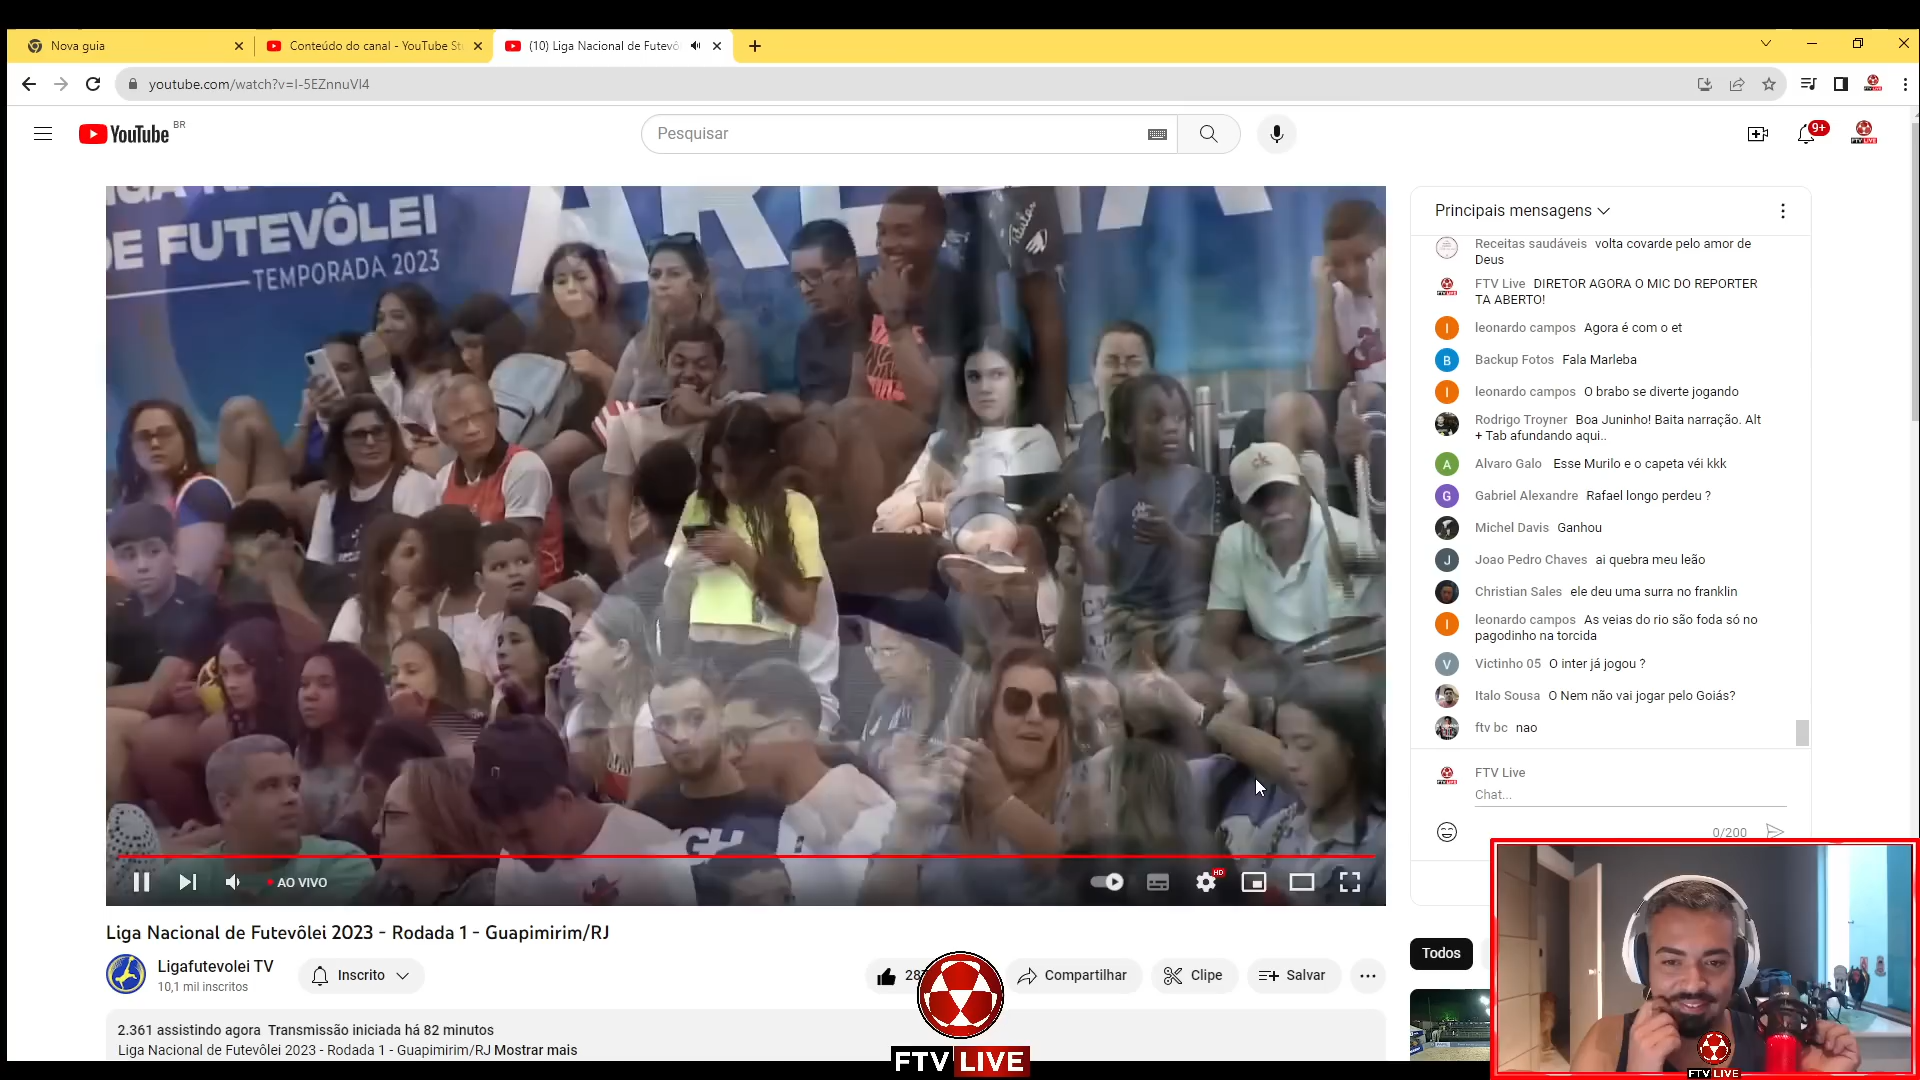 Nova guia
Conteúdo do canal - YouTube St
(10) Liga Nacional de Futevô
youtube.com/watch?v=I-5EZnnuVI4
YouTube BR
Pesquisar
9+
DE FUTEVÔLEI
TEMPORADA 2023
Principais mensagens
Receitas saudáveis volta covarde pelo amor de
Deus
FTV Live DIRETOR AGORA O MIC DO REPORTER
TA ABERTO!
leonardo campos Agora é com o et
Backup Fotos Fala Marleba
leonardo campos O brabo se diverte jogando
Rodrigo Troyner Boa Juninho! Baita narração. Alt
+ Tab afundando aqui..
Alvaro Galo Esse Murilo e o capeta véi kkk
Gabriel Alexandre Rafael longo perdeu ?
Michel Davis Ganhou
Joao Pedro Chaves ai quebra meu leão
Christian Sales ele deu uma surra no franklin
leonardo campos As veias do rio são foda só no
pagodinho na torcida
Victinho 05 O inter já jogou ?
Italo Sousa O Nem não vai jogar pelo Goiás?
ftv bc nao
FTV Live
Chat...
0/200
AO VIVO
HD
Liga Nacional de Futevôlei 2023 - Rodada 1 - Guapimirim/RJ
Ligafutevolei TV
10,1 mil inscritos
Inscrito
Compartilhar
Clipe
Salvar
Todos
2.361 assistindo agora Transmissão iniciada há 82 minutos
Liga Nacional de Futevôlei 2023 - Rodada 1 - Guapimirim/RJ Mostrar mais
FTV LIVE
FTV LIVE